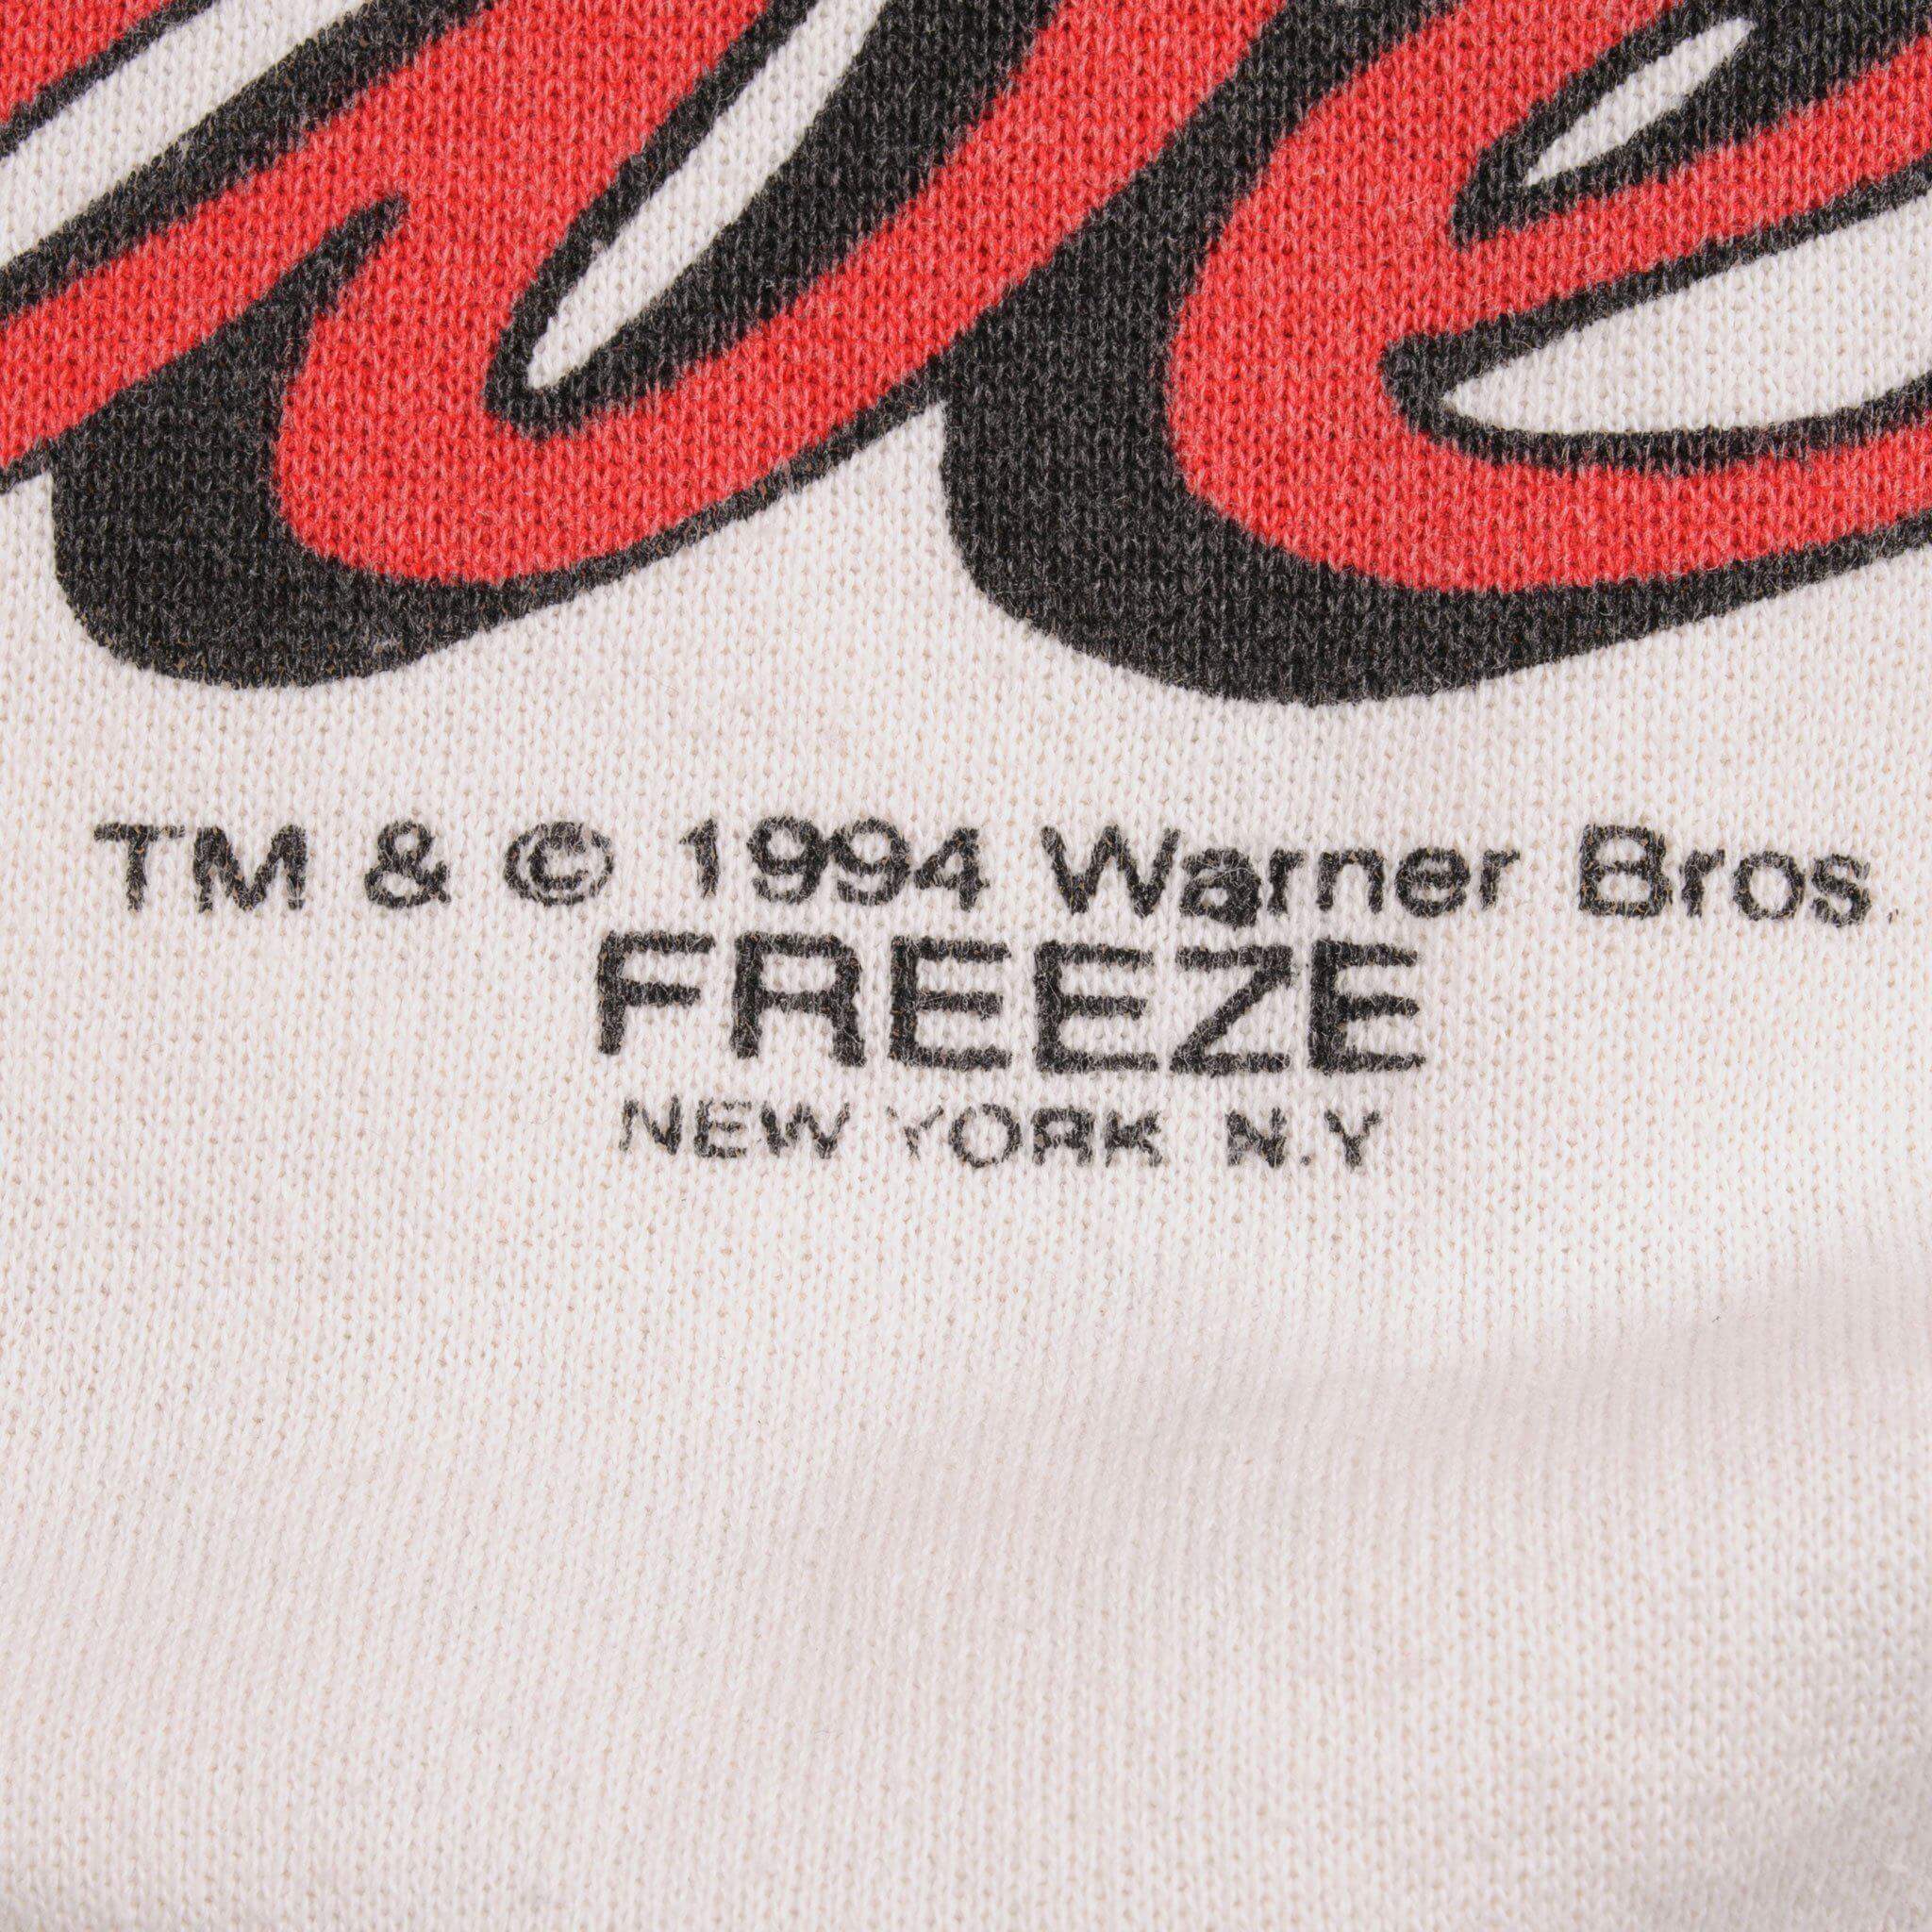 TM & © 1994 Warner Bros.
FREEZE
NEW YORK N.Y